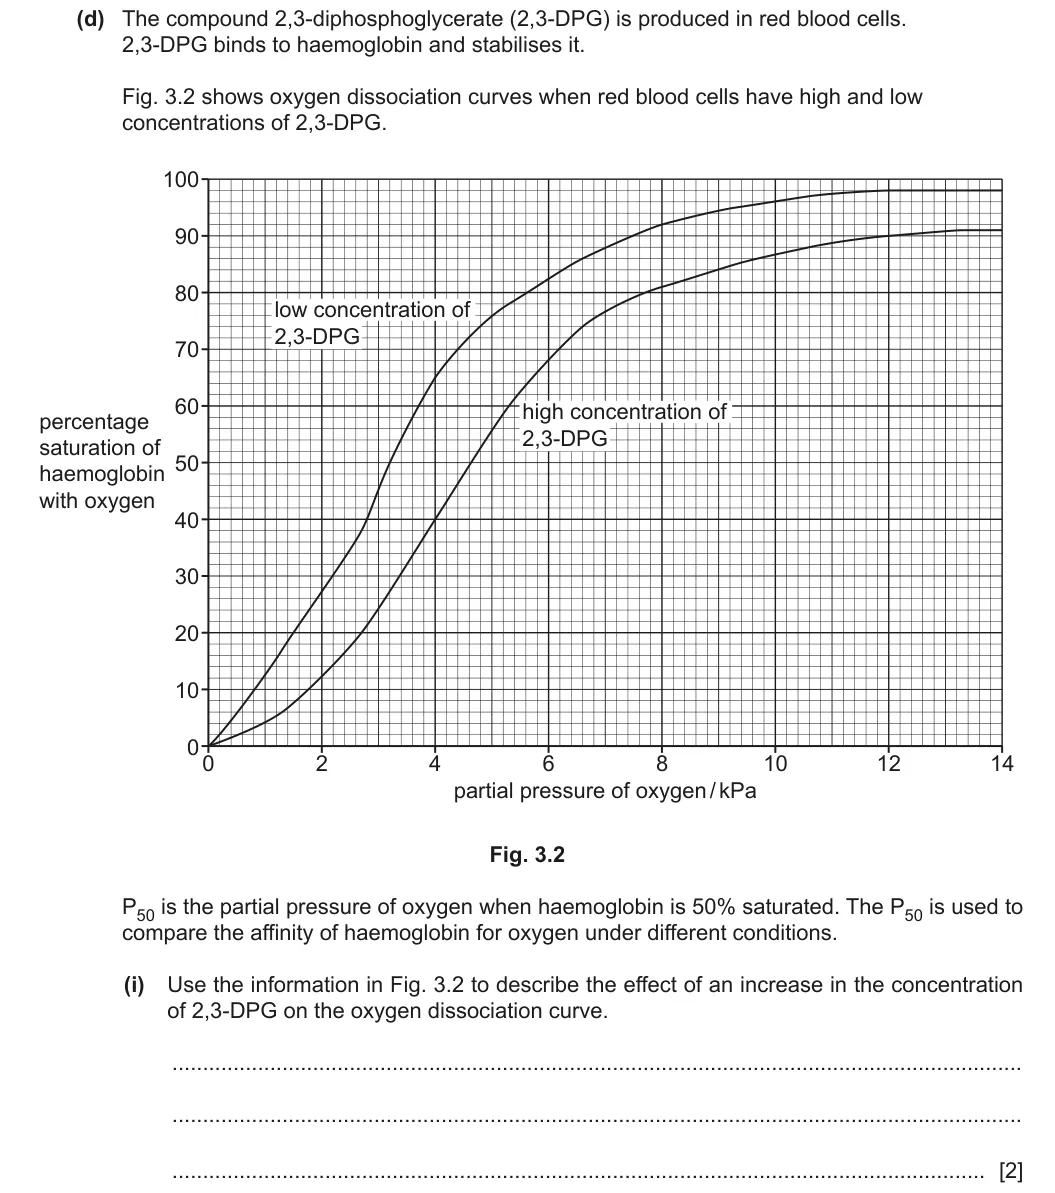 (d) The compound 2,3-diphosphoglycerate (2,3-DPG) is produced in red blood cells.
2,3-DPG binds to haemoglobin and stabilises it.
Fig. 3.2 shows oxygen dissociation curves when red blood cells have high and low
concentrations of 2,3-DPG.
100
90
80
70
60
50
40
30
20
10
0
low concentration of
2,3-DPG
high concentration of
2,3-DPG
percentage
saturation of
haemoglobin
with oxygen
0 2 4 6 8 10 12 14
partial pressure of oxygen / kPa
Fig. 3.2
P50 is the partial pressure of oxygen when haemoglobin is 50% saturated. The P50 is used to
compare the affinity of haemoglobin for oxygen under different conditions.
(i) Use the information in Fig. 3.2 to describe the effect of an increase in the concentration
of 2,3-DPG on the oxygen dissociation curve.
[2]